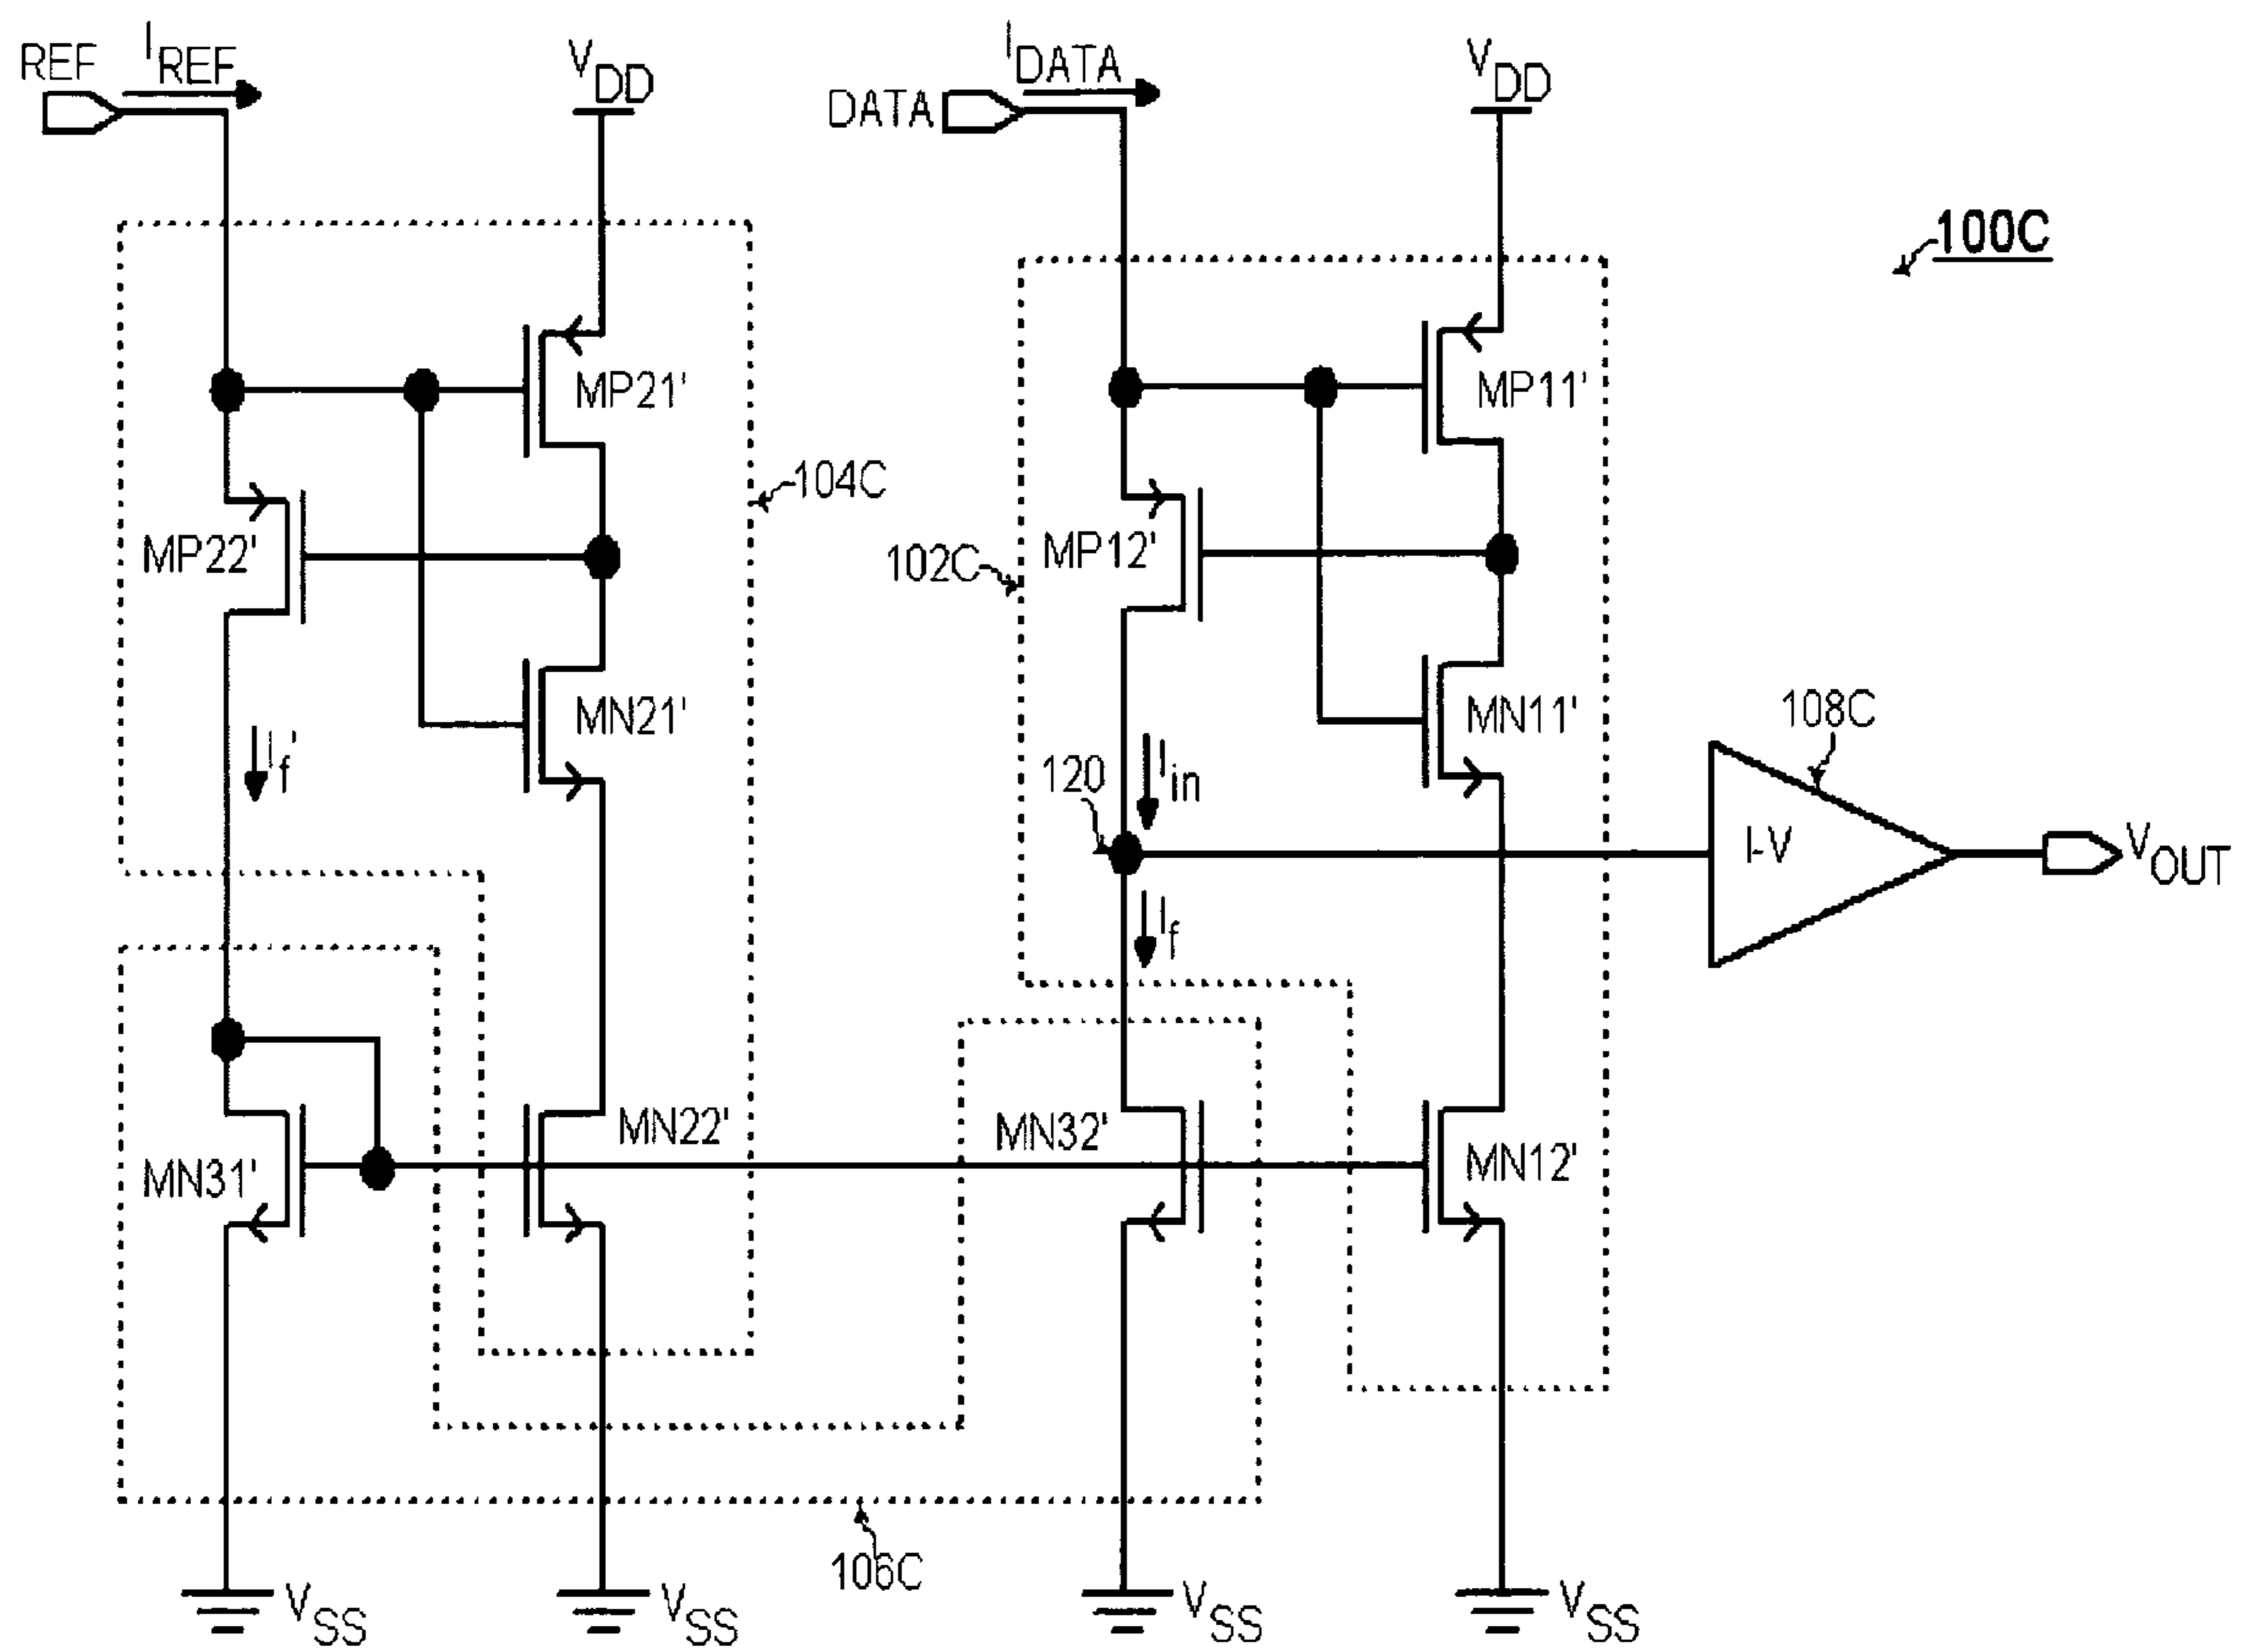 REF
IREF
VDD
IDATA
DATA
VDD
100C
MP21'
MP11'
104C
MP22'
102C
MP12'
MN21'
MN11'
If'
120
I'in
108C
I-V
VOUT
If
MN22'
MN32'
MN31'
MN12'
106C
VSS
VSS
VSS
VSS